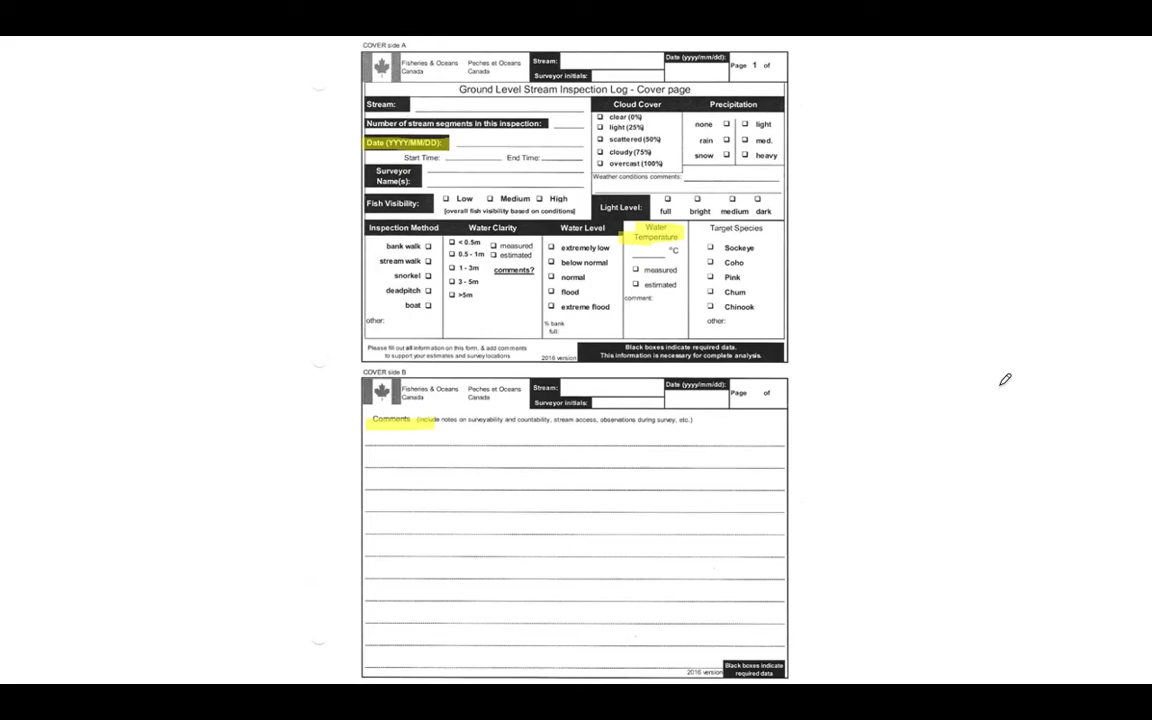 COVER side A
Fisheries & Oceans Canada
Peches et Oceans Canada
Stream:
Surveyor initials:
Date (yyyy/mm/dd):
Page 1 of
Ground Level Stream Inspection Log - Cover page
Stream:
Number of stream segments in this inspection:
Date (YYYY/MM/DD):
Start Time:
End Time:
Surveyor
Name(s):
Fish Visibility:
Low
Medium
High
[overall fish visibility based on conditions]
Cloud Cover
clear (0%)
light (25%)
scattered (50%)
cloudy (75%)
overcast (100%)
Precipitation
none
light
rain
med.
snow
heavy
Weather conditions comments:
Light Level:
full
bright
medium
dark
Inspection Method
bank walk
stream walk
snorkel
deadpitch
boat
other:
Water Clarity
< 0.5m
0.5 - 1m
1 - 3m
3 - 5m
>5m
measured
estimated
comments?
Water Level
extremely low
below normal
normal
flood
extreme flood
% bank
full:
Water
Temperature
°C
measured
estimated
comment:
Target Species
Sockeye
Coho
Pink
Chum
Chinook
other:
Please fill out all information on this form, & add comments
to support your estimates and survey locations
2016 version
Black boxes indicate required data.
This information is necessary for complete analysis.
COVER side B
Fisheries & Oceans Canada
Peches et Oceans Canada
Stream:
Surveyor initials:
Date (yyyy/mm/dd):
Page of
Comments (include notes on surveyability and countability, stream access, observations during survey, etc.)
2016 version
Black boxes indicate
required data